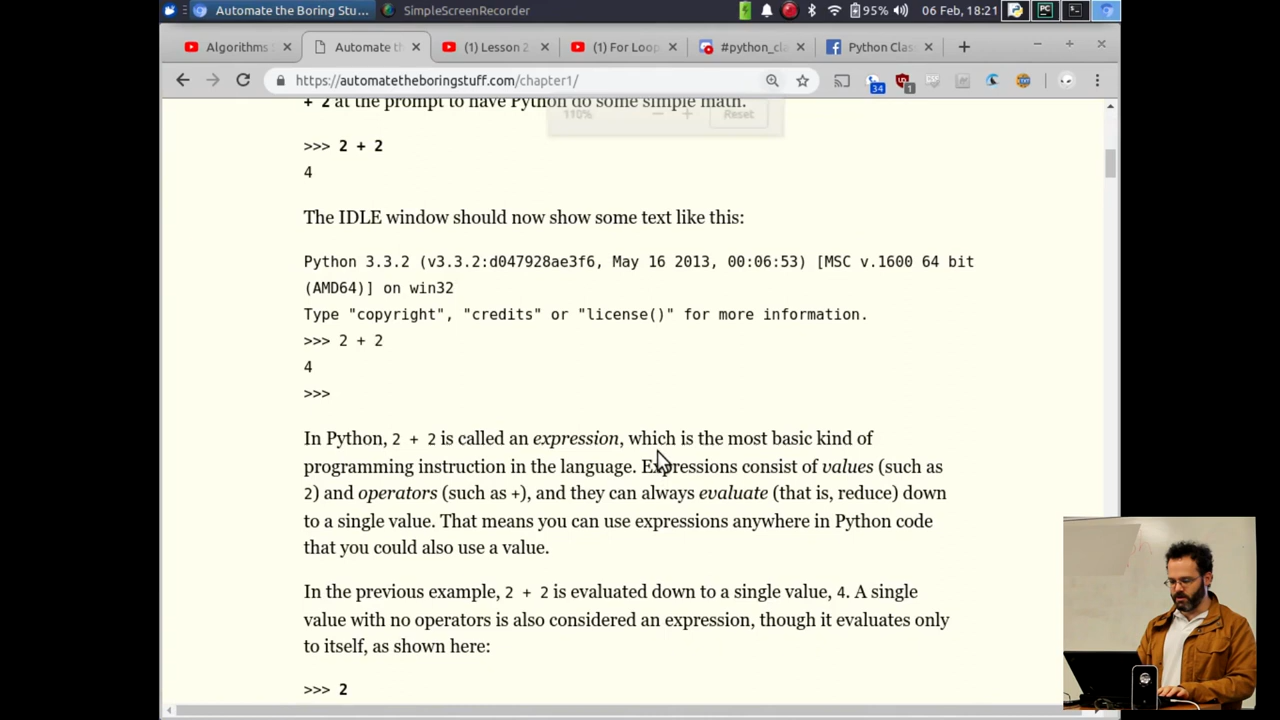 Automate the Boring Stu...
SimpleScreenRecorder
95%
06 Feb, 18:21
Algorithms
Automate th
(1) Lesson 2
(1) For Loop
#python_cla
Python Clas
https://automatetheboringstuff.com/chapter1/
34
1
+ 2 at the prompt to have Python do some simple math.
110%
−
+
Reset
>>> 2 + 2
4
The IDLE window should now show some text like this:
Python 3.3.2 (v3.3.2:d047928ae3f6, May 16 2013, 00:06:53) [MSC v.1600 64 bit
(AMD64)] on win32
Type "copyright", "credits" or "license()" for more information.
>>> 2 + 2
4
>>>
In Python, 2 + 2 is called an expression, which is the most basic kind of
programming instruction in the language. Expressions consist of values (such as
2) and operators (such as +), and they can always evaluate (that is, reduce) down
to a single value. That means you can use expressions anywhere in Python code
that you could also use a value.
In the previous example, 2 + 2 is evaluated down to a single value, 4. A single
value with no operators is also considered an expression, though it evaluates only
to itself, as shown here:
>>> 2